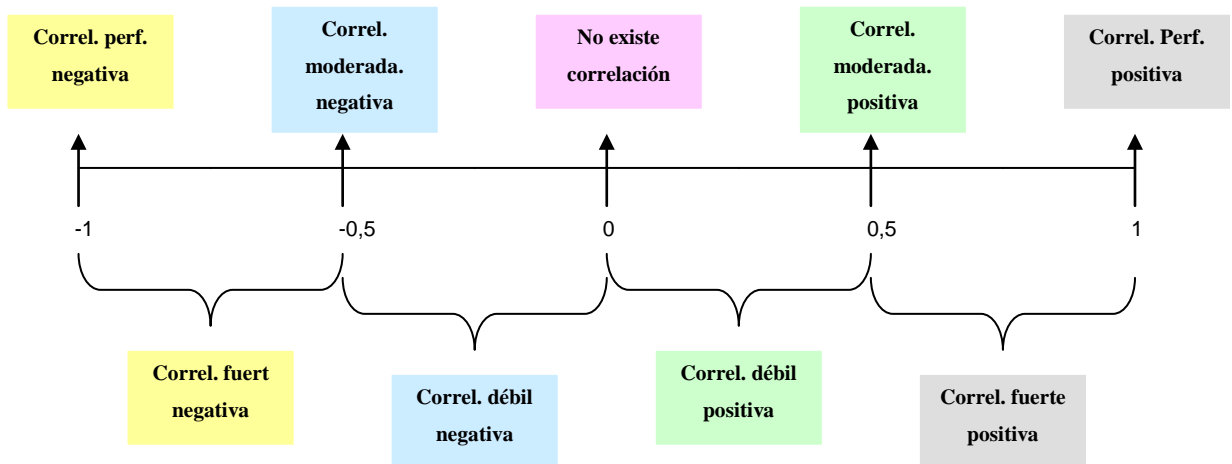 Correl. perf.
negativa
Correl.
moderada.
negativa
No existe
correlación
Correl.
moderada.
positiva
Correl. Perf.
positiva
-1
-0,5
0
0,5
1
Correl. fuert
negativa
Correl. débil
negativa
Correl. débil
positiva
Correl. fuerte
positiva